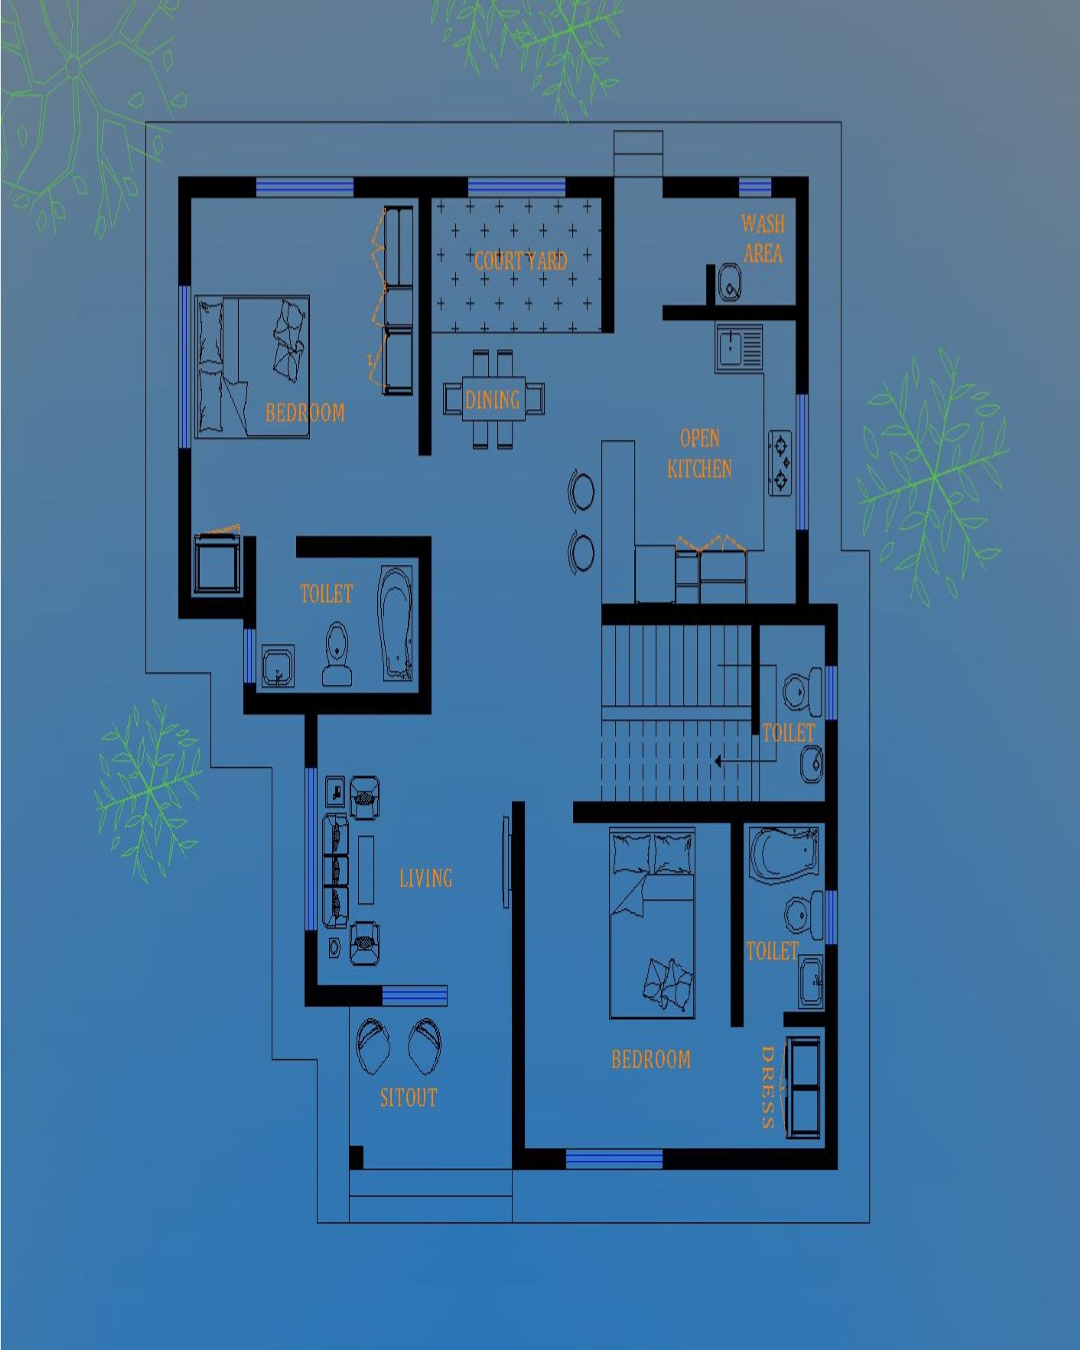 WASH
AREA
COURT YARD
DINING
BEDROOM
OPEN
KITCHEN
TOILET
TOILET
LIVING
TOILET
BEDROOM
DRESS
SITOUT